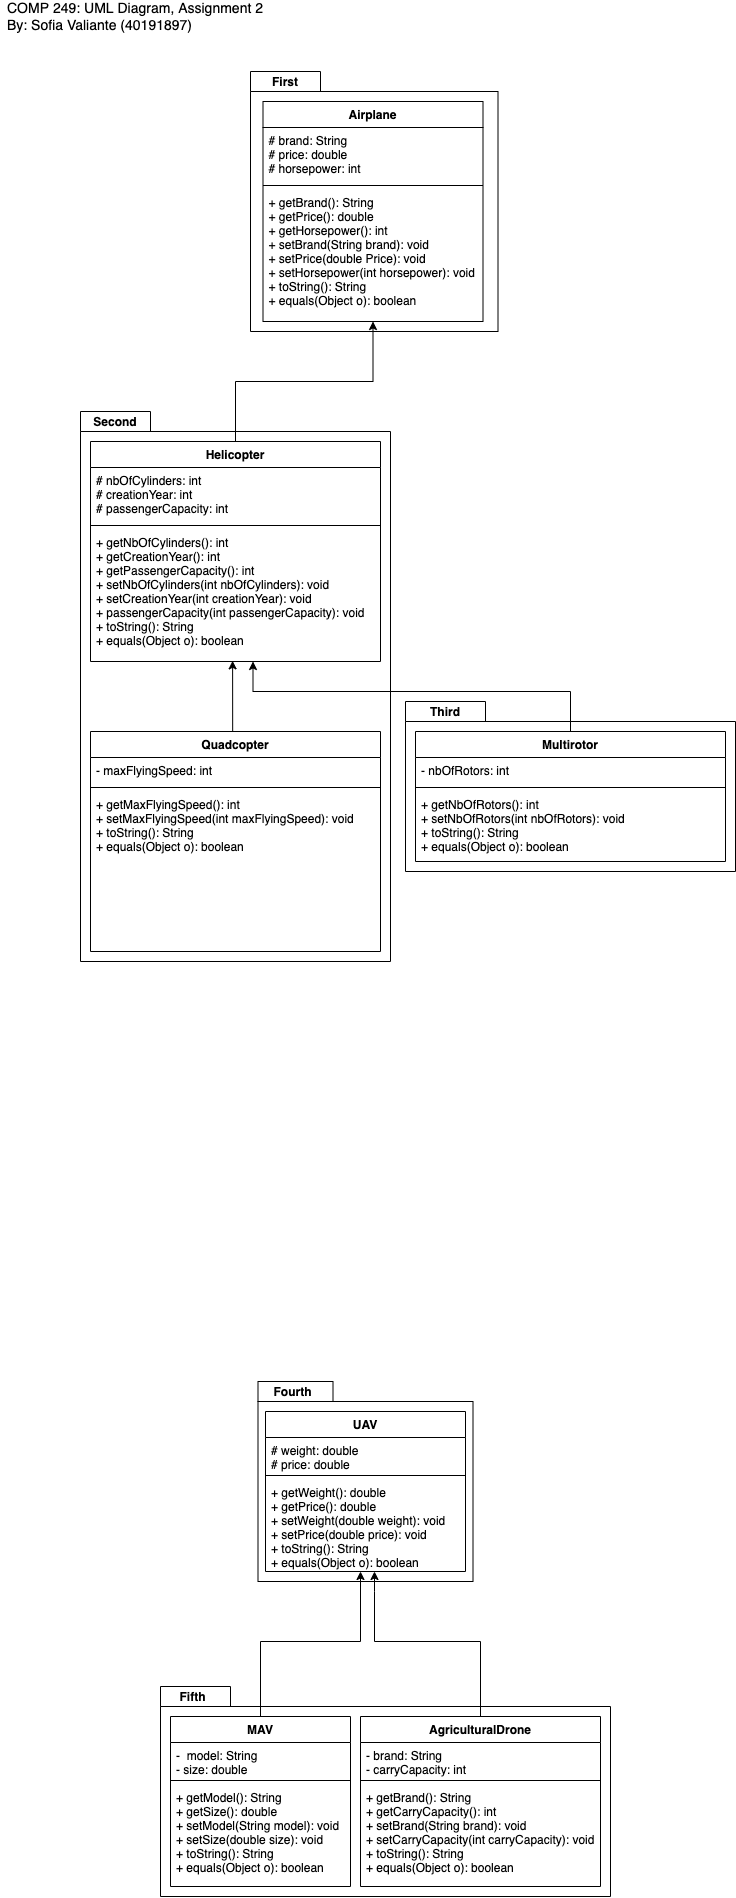 COMP 249: UML Diagram, Assignment 2
By: Sofia Valiante (40191897)
First
Airplane
# brand: String
# price: double
# horsepower: int
+ getBrand(): String
+ getPrice(): double
+ getHorsepower(): int
+ setBrand(String brand): void
+ setPrice(double Price): void
+ setHorsepower(int horsepower): void
+ toString(): String
+ equals(Object o): boolean
Second
Helicopter
# nbOfCylinders: int
# creationYear: int
# passengerCapacity: int
+ getNbOfCylinders(): int
+ getCreationYear(): int
+ getPassengerCapacity(): int
+ setNbOfCylinders(int nbOfCylinders): void
+ setCreationYear(int creationYear): void
+ passengerCapacity(int passengerCapacity): void
+ toString(): String
+ equals(Object o): boolean
Quadcopter
- maxFlyingSpeed: int
+ getMaxFlyingSpeed(): int
+ setMaxFlyingSpeed(int maxFlyingSpeed): void
+ toString(): String
+ equals(Object o): boolean
Third
Multirotor
- nbOfRotors: int
+ getNbOfRotors(): int
+ setNbOfRotors(int nbOfRotors): void
+ toString(): String
+ equals(Object o): boolean
Fourth
UAV
# weight: double
# price: double
+ getWeight(): double
+ getPrice(): double
+ setWeight(double weight): void
+ setPrice(double price): void
+ toString(): String
+ equals(Object o): boolean
Fifth
MAV
-  model: String
- size: double
+ getModel(): String
+ getSize(): double
+ setModel(String model): void
+ setSize(double size): void
+ toString(): String
+ equals(Object o): boolean
AgriculturalDrone
- brand: String
- carryCapacity: int
+ getBrand(): String
+ getCarryCapacity(): int
+ setBrand(String brand): void
+ setCarryCapacity(int carryCapacity): void
+ toString(): String
+ equals(Object o): boolean